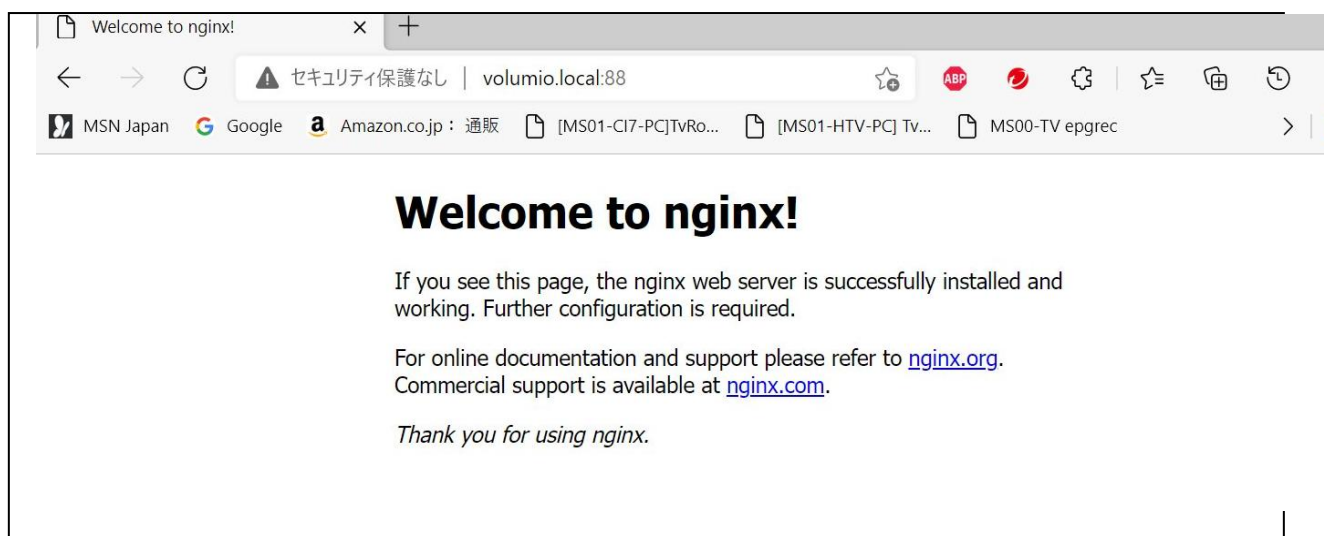 Welcome to nginx!
セキュリティ保護なし | volumio.local:88
ABP
MSN Japan Google Amazon.co.jp：通販 [MS01-CI7-PC]TvRo... [MS01-HTV-PC] Tv... MS00-TV epgrec
Welcome to nginx!
If you see this page, the nginx web server is successfully installed and
working. Further configuration is required.
For online documentation and support please refer to nginx.org.
Commercial support is available at nginx.com.
Thank you for using nginx.